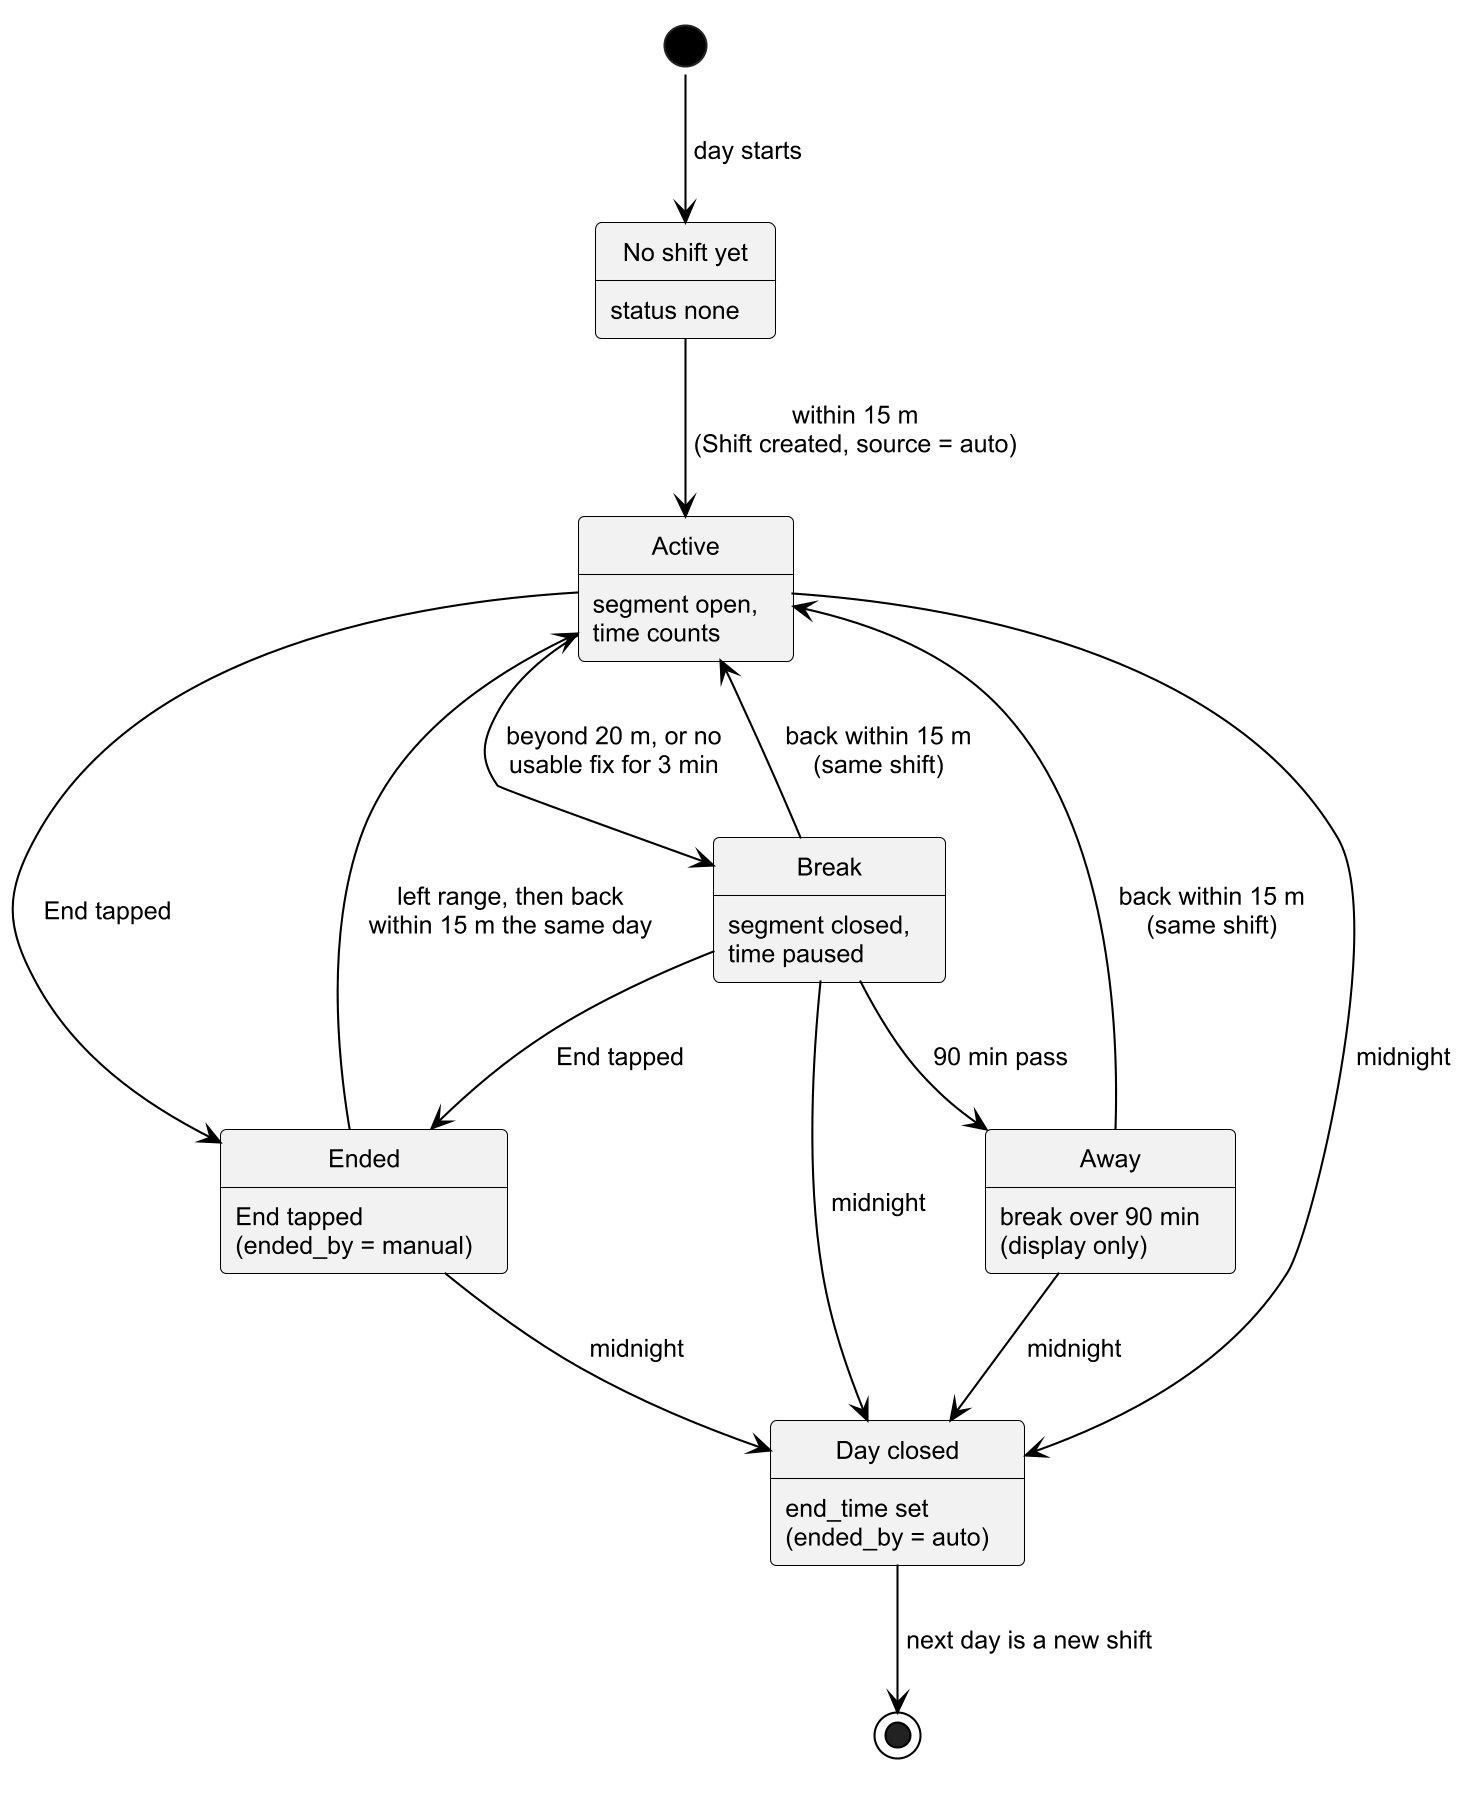 day starts
No shift yet
status none
within 15 m
(Shift created, source = auto)
Active
segment open,
time counts
beyond 20 m, or no
usable fix for 3 min
back within 15 m
(same shift)
Break
segment closed,
time paused
End tapped
left range, then back
within 15 m the same day
back within 15 m
(same shift)
End tapped
90 min pass
midnight
Ended
End tapped
(ended_by = manual)
midnight
Away
break over 90 min
(display only)
midnight
midnight
Day closed
end_time set
(ended_by = auto)
next day is a new shift